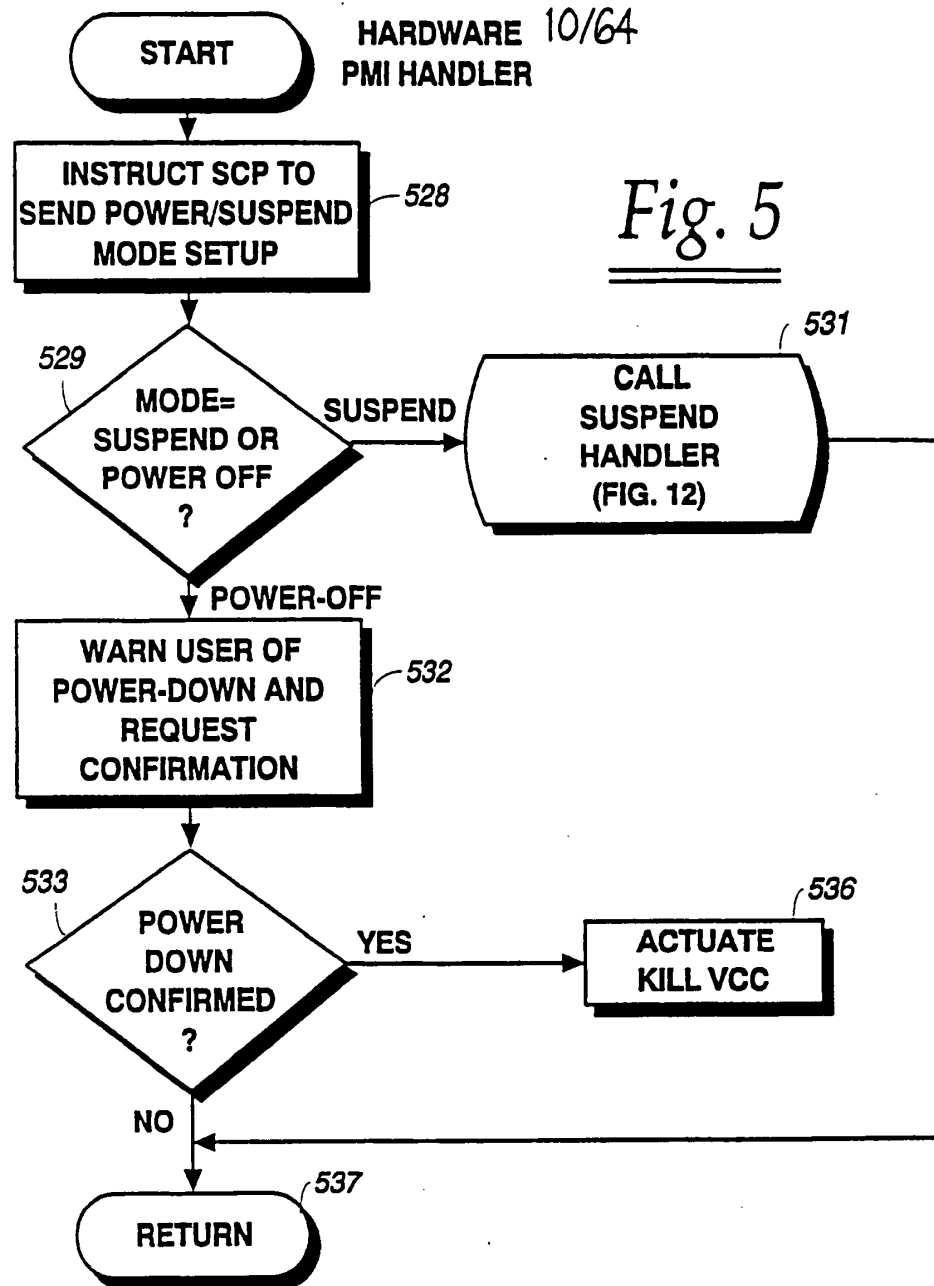 START
HARDWARE 10/64
PMI HANDLER
INSTRUCT SCP TO
SEND POWER/SUSPEND
MODE SETUP
528
Fig. 5
529
MODE=
SUSPEND OR
POWER OFF
?
SUSPEND
531
CALL
SUSPEND
HANDLER
(FIG. 12)
POWER-OFF
WARN USER OF
POWER-DOWN AND
REQUEST
CONFIRMATION
532
533
POWER
DOWN
CONFIRMED
?
YES
536
ACTUATE
KILL VCC
NO
537
RETURN